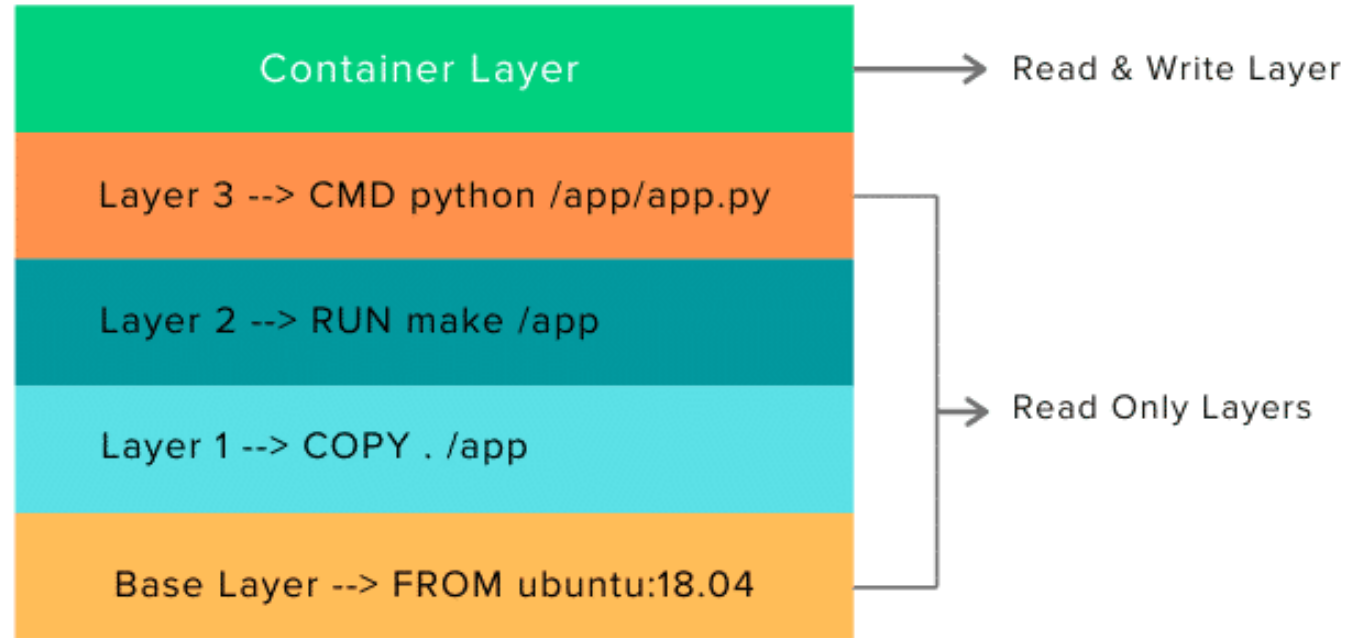 Container Layer
Read & Write Layer
Layer 3 --> CMD python /app/app.py
Layer 2 --> RUN make /app
Read Only Layers
Layer 1 --> COPY . /app
Base Layer --> FROM ubuntu:18.04